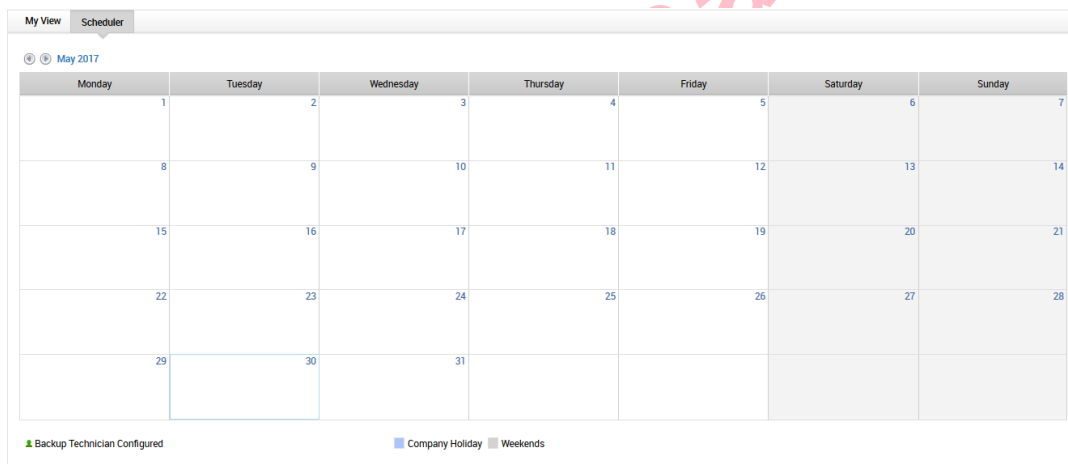 My View Scheduler
May 2017
Monday Tuesday Wednesday Thursday Friday Saturday Sunday
1 2 3 4 5 6 7
8 9 10 11 12 13 14
15 16 17 18 19 20 21
22 23 24 25 26 27 28
29 30 31
Backup Technician Configured Company Holiday Weekends